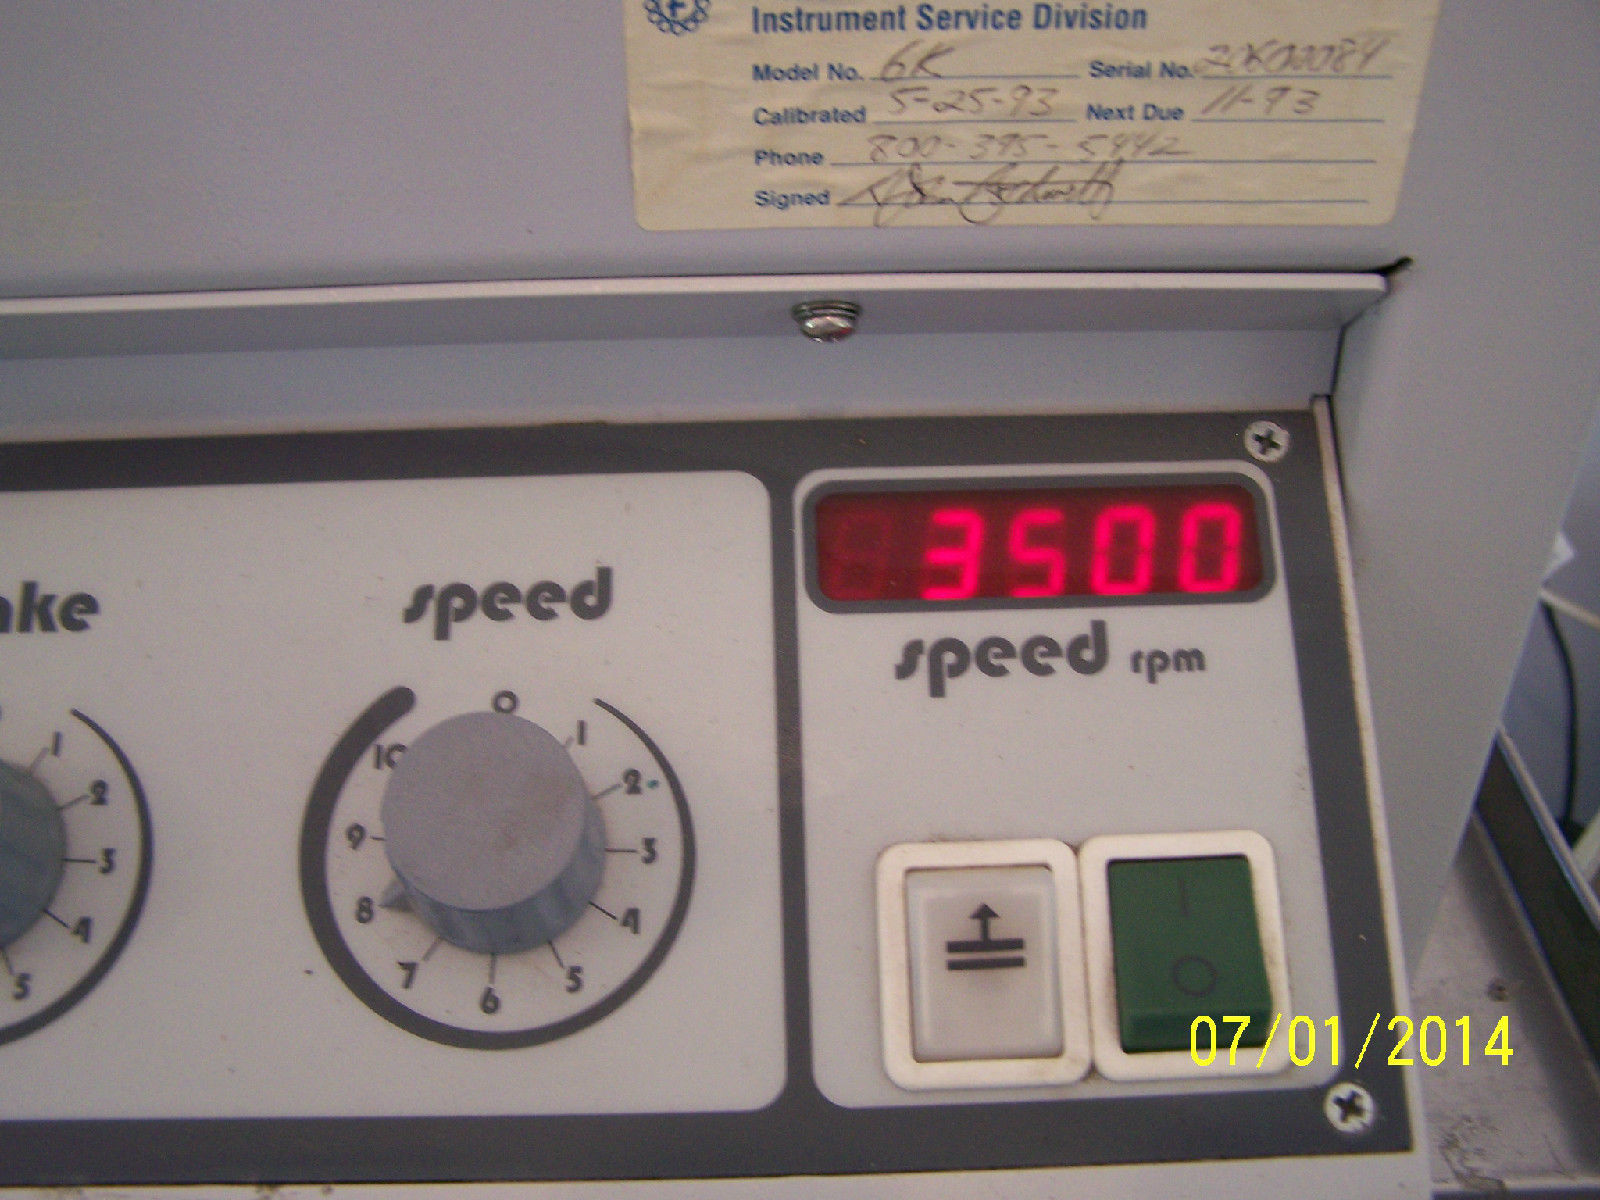 Instrument Service Division
Model No. 6K Serial No.
Calibrated 5-25-93 Next Due 11-93
Phone 800-395-5442
Signed
3500
speed rpm
ake
speed
0
1
2
3
4
5
6
7
8
9
10
1
2
3
4
5
I
O
07/01/2014